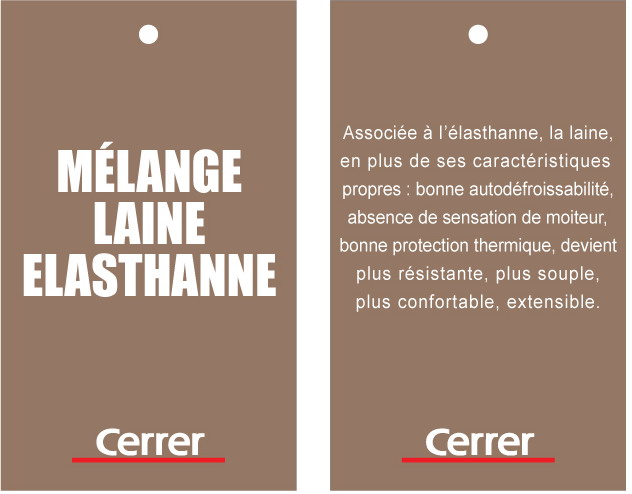 MÉLANGE
LAINE
ELASTHANNE
Cerrer
Associée à l'élasthanne, la laine,
en plus de ses caractéristiques
propres : bonne autodéfroissabilité,
absence de sensation de moiteur,
bonne protection thermique, devient
plus résistante, plus souple,
plus confortable, extensible.
Cerrer